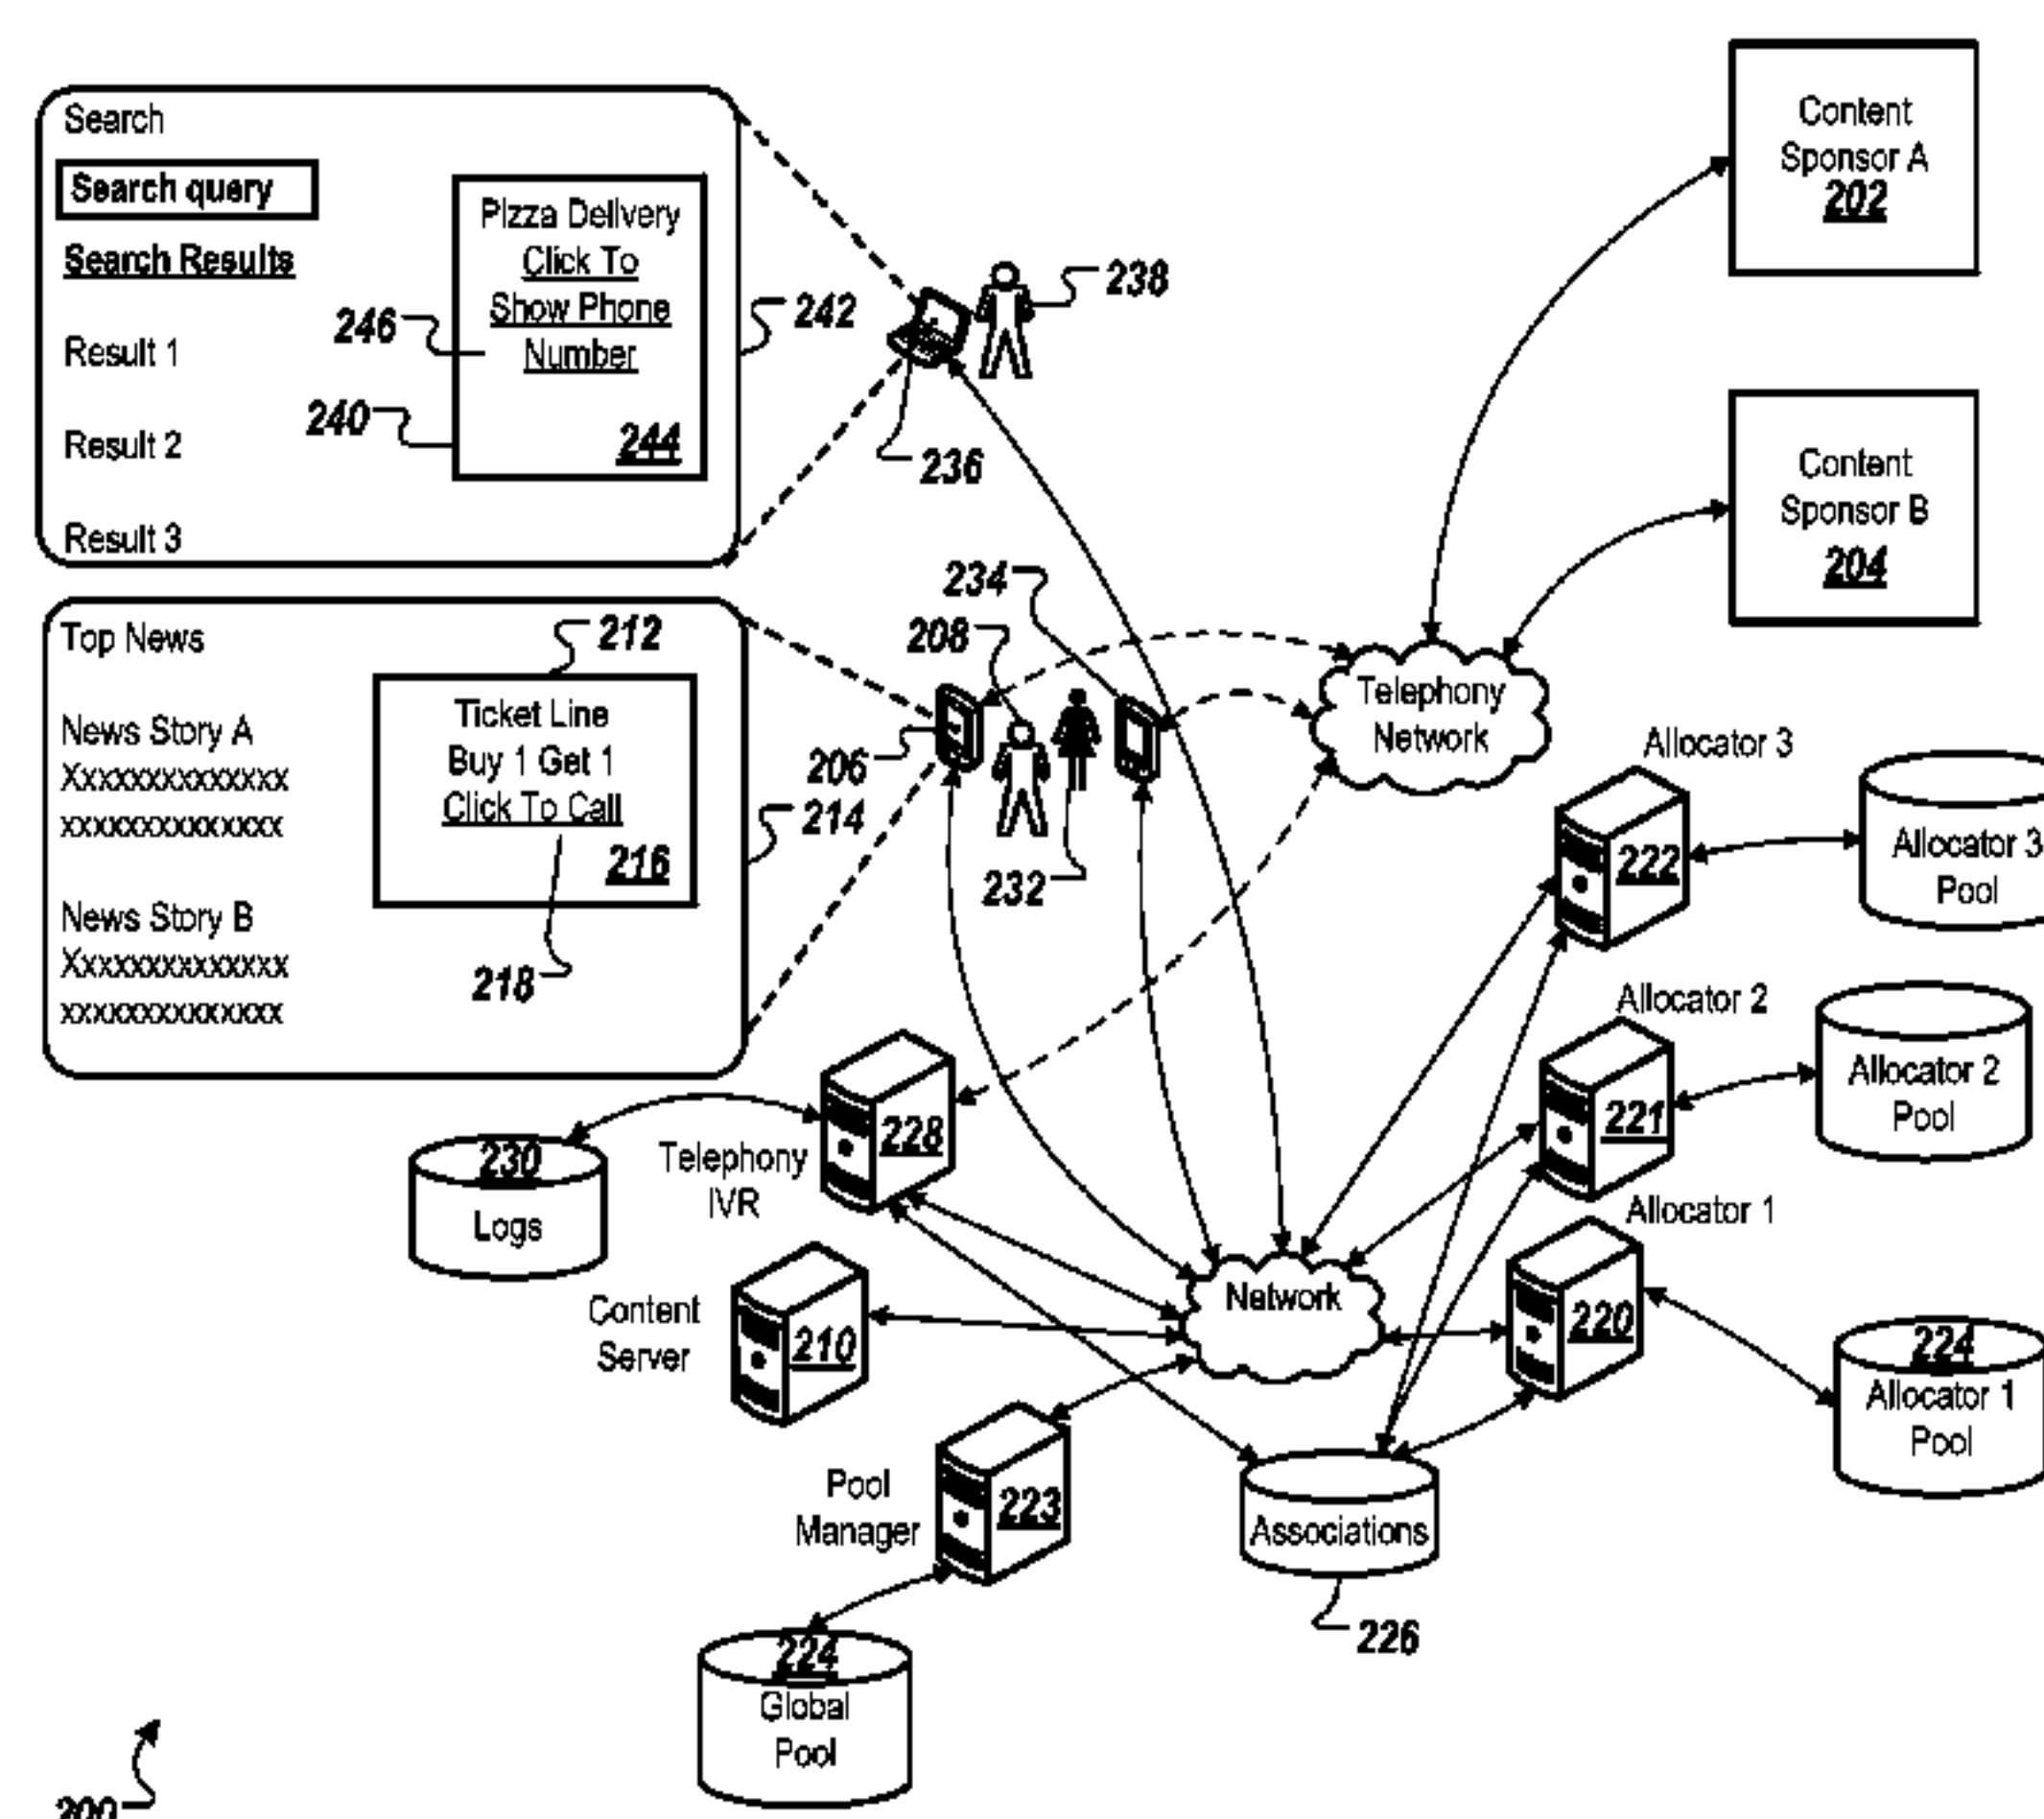 Search
Search query
Search Results
Result 1
Result 2
Result 3
Pizza Delivery
Click To
Show Phone
Number
244
246
240
242
238
236
Content
Sponsor A
202
Content
Sponsor B
204
Top News
News Story A
Xxxxxxxxxxxxxx
xxxxxxxxxxxxxx
News Story B
Xxxxxxxxxxxxxx
xxxxxxxxxxxxxx
212
Ticket Line
Buy 1 Get 1
Click To Call
216
218
214
234
208
206
232
Telephony
Network
Allocator 3
222
Allocator 3
Pool
Allocator 2
221
Allocator 2
Pool
Allocator 1
220
224
Allocator 1
Pool
230
Logs
Telephony
IVR
228
Content
Server
210
Network
Pool
Manager
223
Associations
226
224
Global
Pool
200